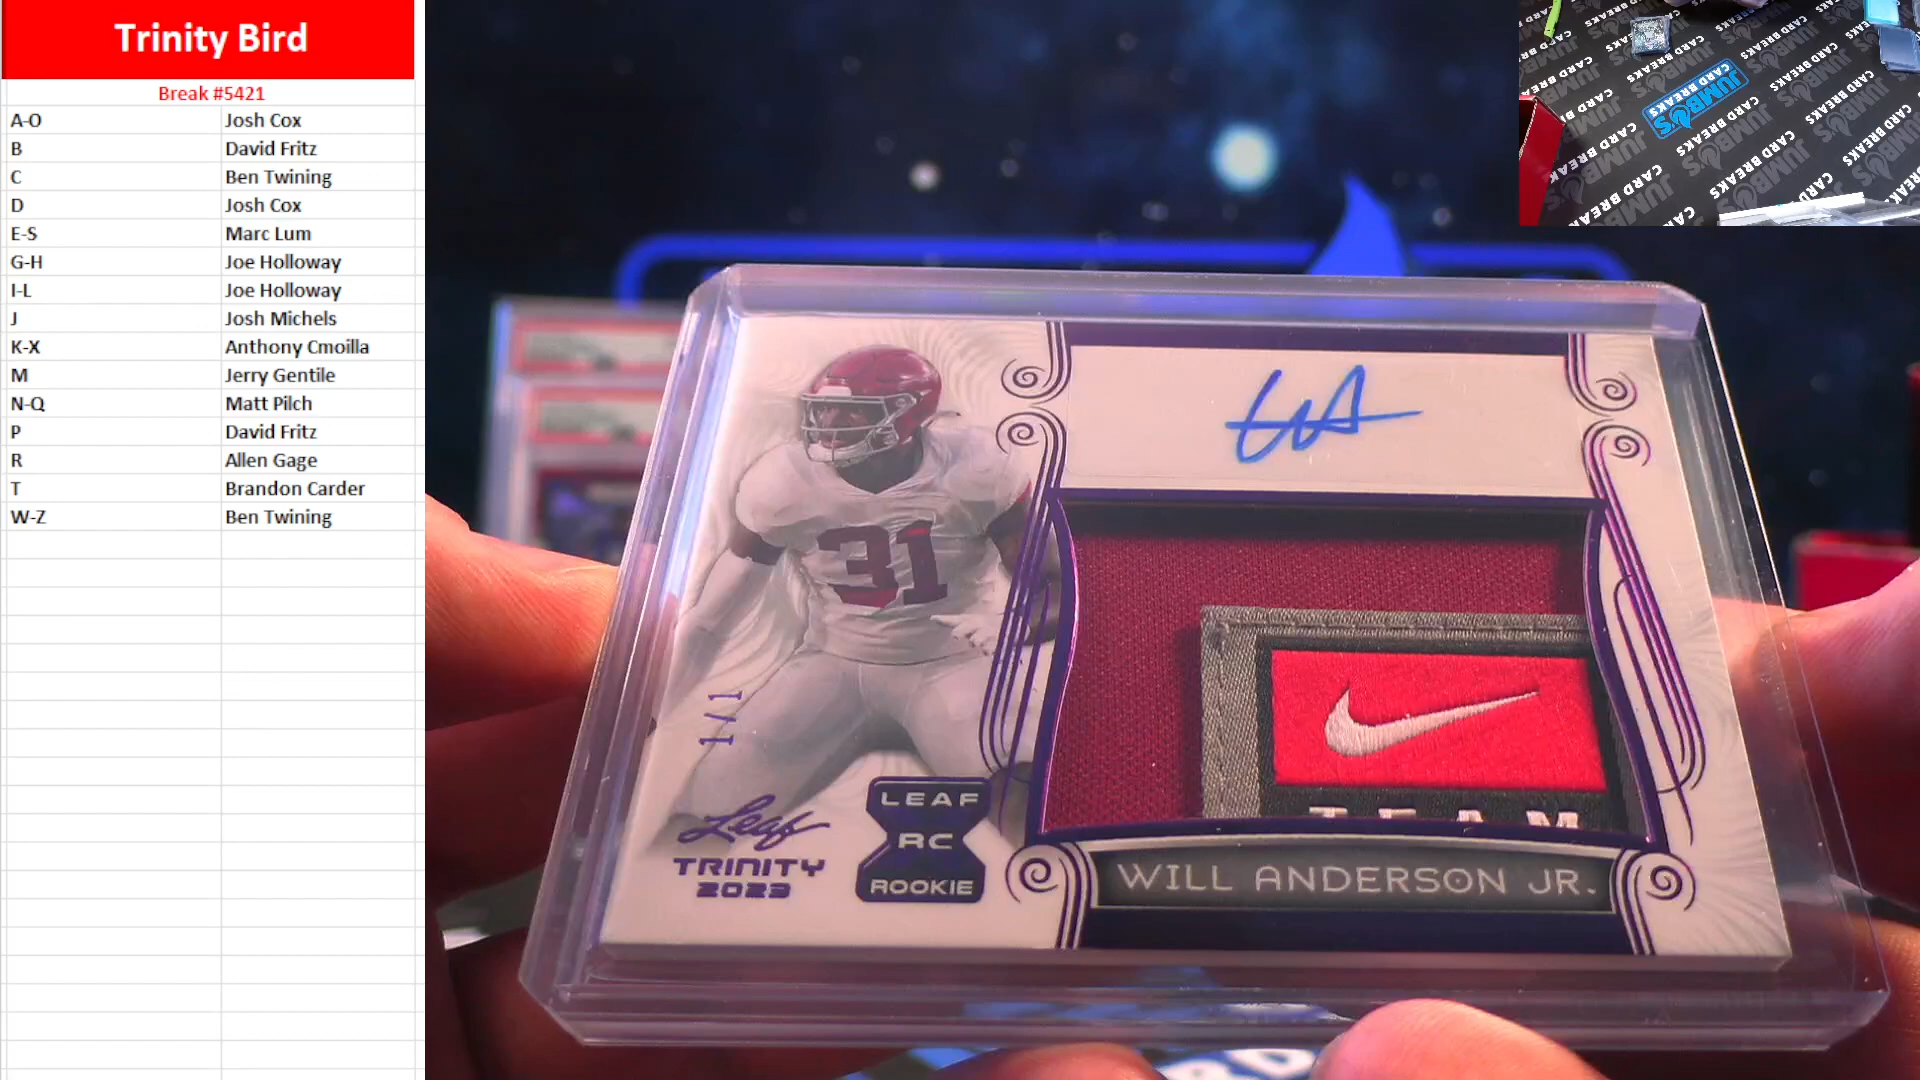 Trinity Bird
Break #5421
A-O Josh Cox
B David Fritz
C Ben Twining
D Josh Cox
E-S Marc Lum
G-H Joe Holloway
I-L Joe Holloway
J Josh Michels
K-X Anthony Cmoilla
M Jerry Gentile
N-Q Matt Pilch
P David Fritz
R Allen Gage
T Brandon Carder
W-Z Ben Twining
JUMBO'S
CARD BREAKS
31
1/1
TEAM
Leaf
TRINITY
2023
LEAF
RC
ROOKIE
WILL ANDERSON JR.